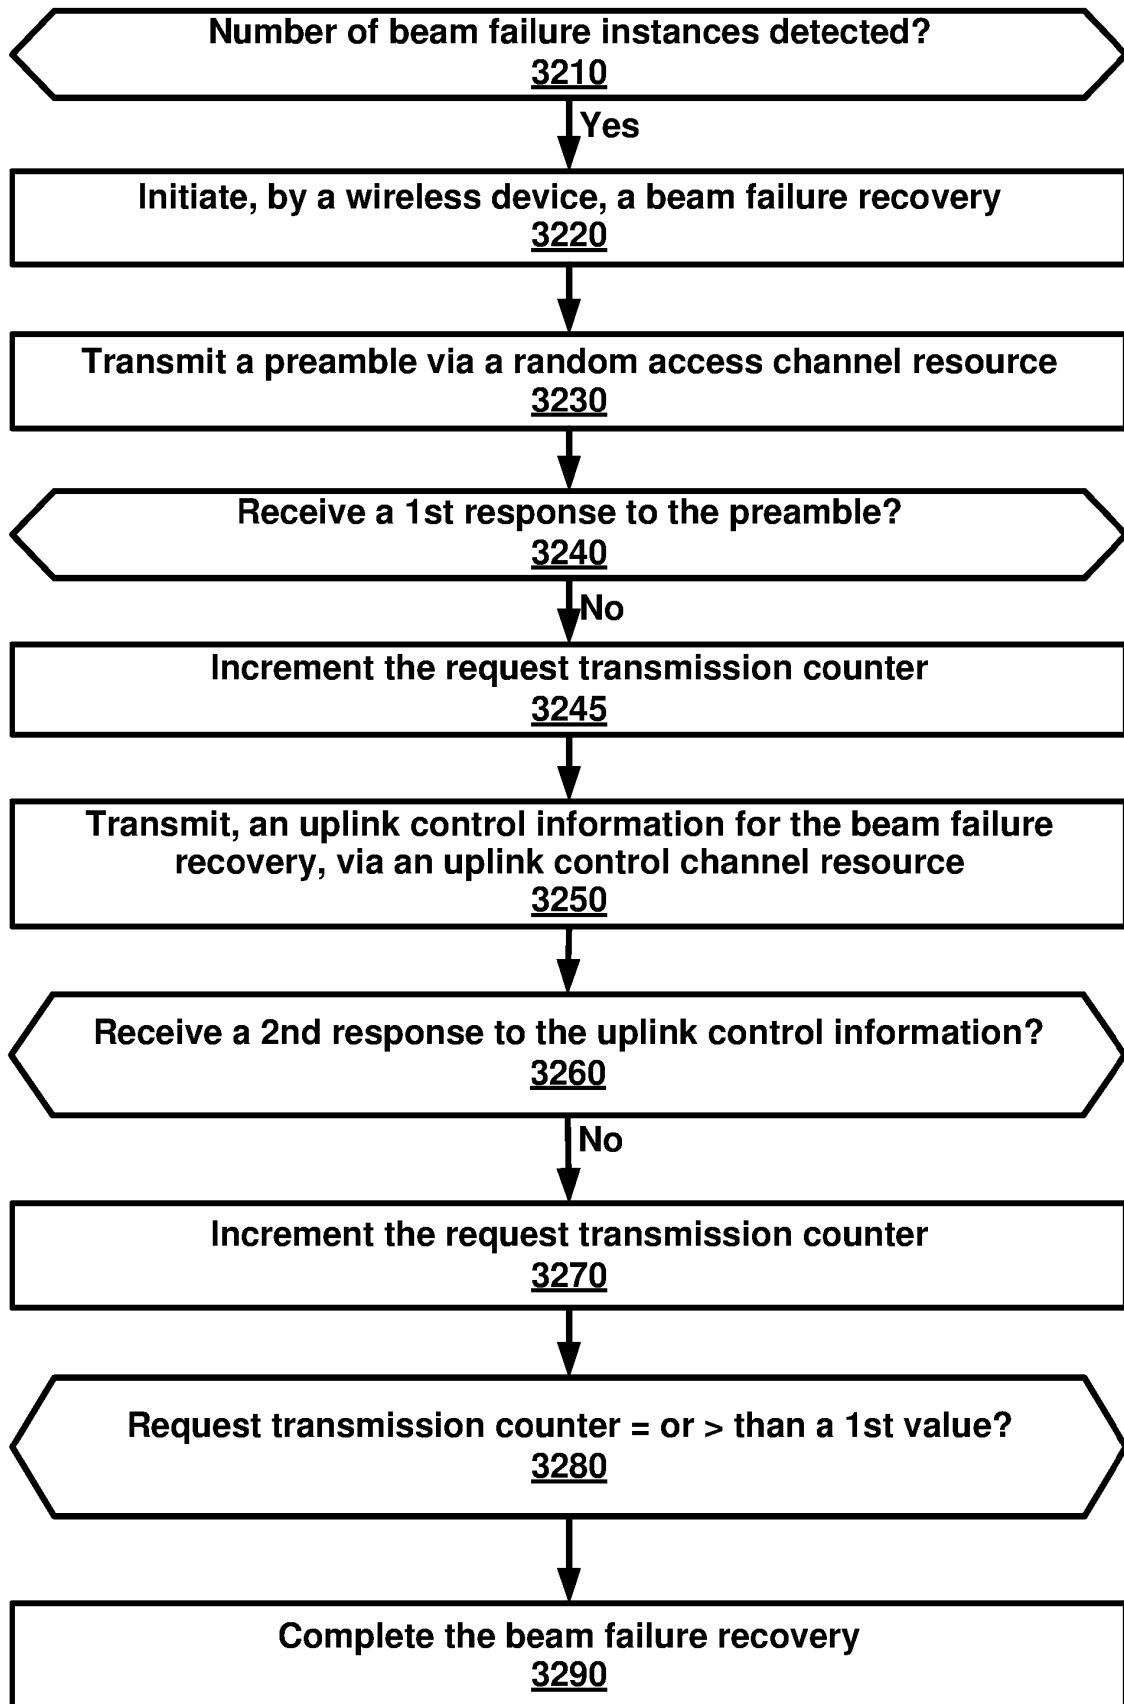 Number of beam failure instances detected?
3210
Yes
Initiate, by a wireless device, a beam failure recovery
3220
Transmit a preamble via a random access channel resource
3230
Receive a 1st response to the preamble?
3240
No
Increment the request transmission counter
3245
Transmit, an uplink control information for the beam failure
recovery, via an uplink control channel resource
3250
Receive a 2nd response to the uplink control information?
3260
No
Increment the request transmission counter
3270
Request transmission counter = or > than a 1st value?
3280
Complete the beam failure recovery
3290